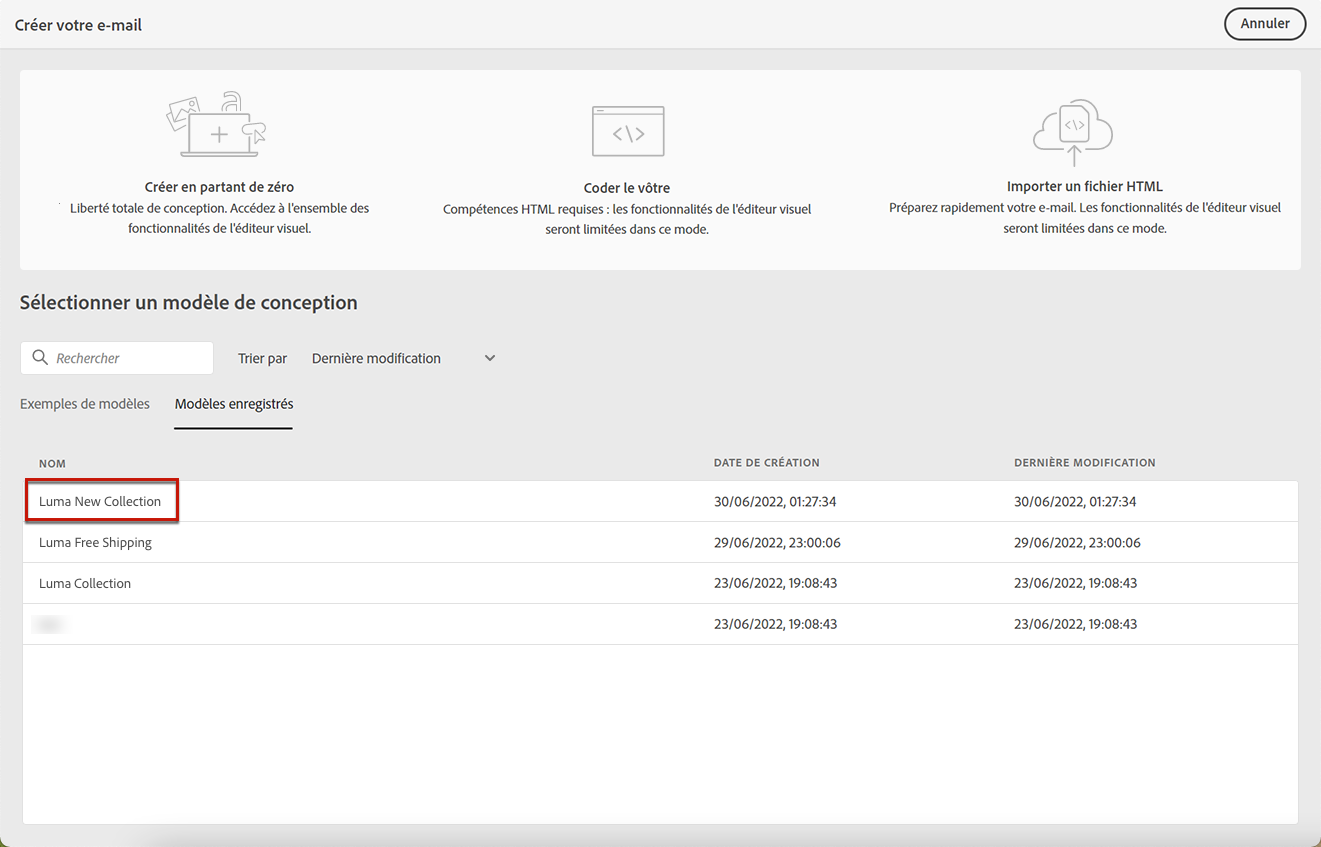 Créer votre e-mail
Annuler
Créer en partant de zéro
Liberté totale de conception. Accédez à l'ensemble des
fonctionnalités de l'éditeur visuel.
Coder le vôtre
Compétences HTML requises : les fonctionnalités de l'éditeur visuel
seront limitées dans ce mode.
Importer un fichier HTML
Préparez rapidement votre e-mail. Les fonctionnalités de l'éditeur visuel
seront limitées dans ce mode.
Sélectionner un modèle de conception
Rechercher
Trier par
Dernière modification
Exemples de modèles
Modèles enregistrés
NOM
DATE DE CRÉATION
DERNIÈRE MODIFICATION
Luma New Collection
30/06/2022, 01:27:34
30/06/2022, 01:27:34
Luma Free Shipping
29/06/2022, 23:00:06
29/06/2022, 23:00:06
Luma Collection
23/06/2022, 19:08:43
23/06/2022, 19:08:43
23/06/2022, 19:08:43
23/06/2022, 19:08:43